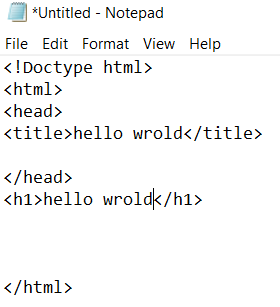 *Untitled - Notepad
File Edit Format View Help
<!Doctype html>
<html>
<head>
<title>hello wrold</title>
</head>
<h1>hello wrold</h1>
</html>